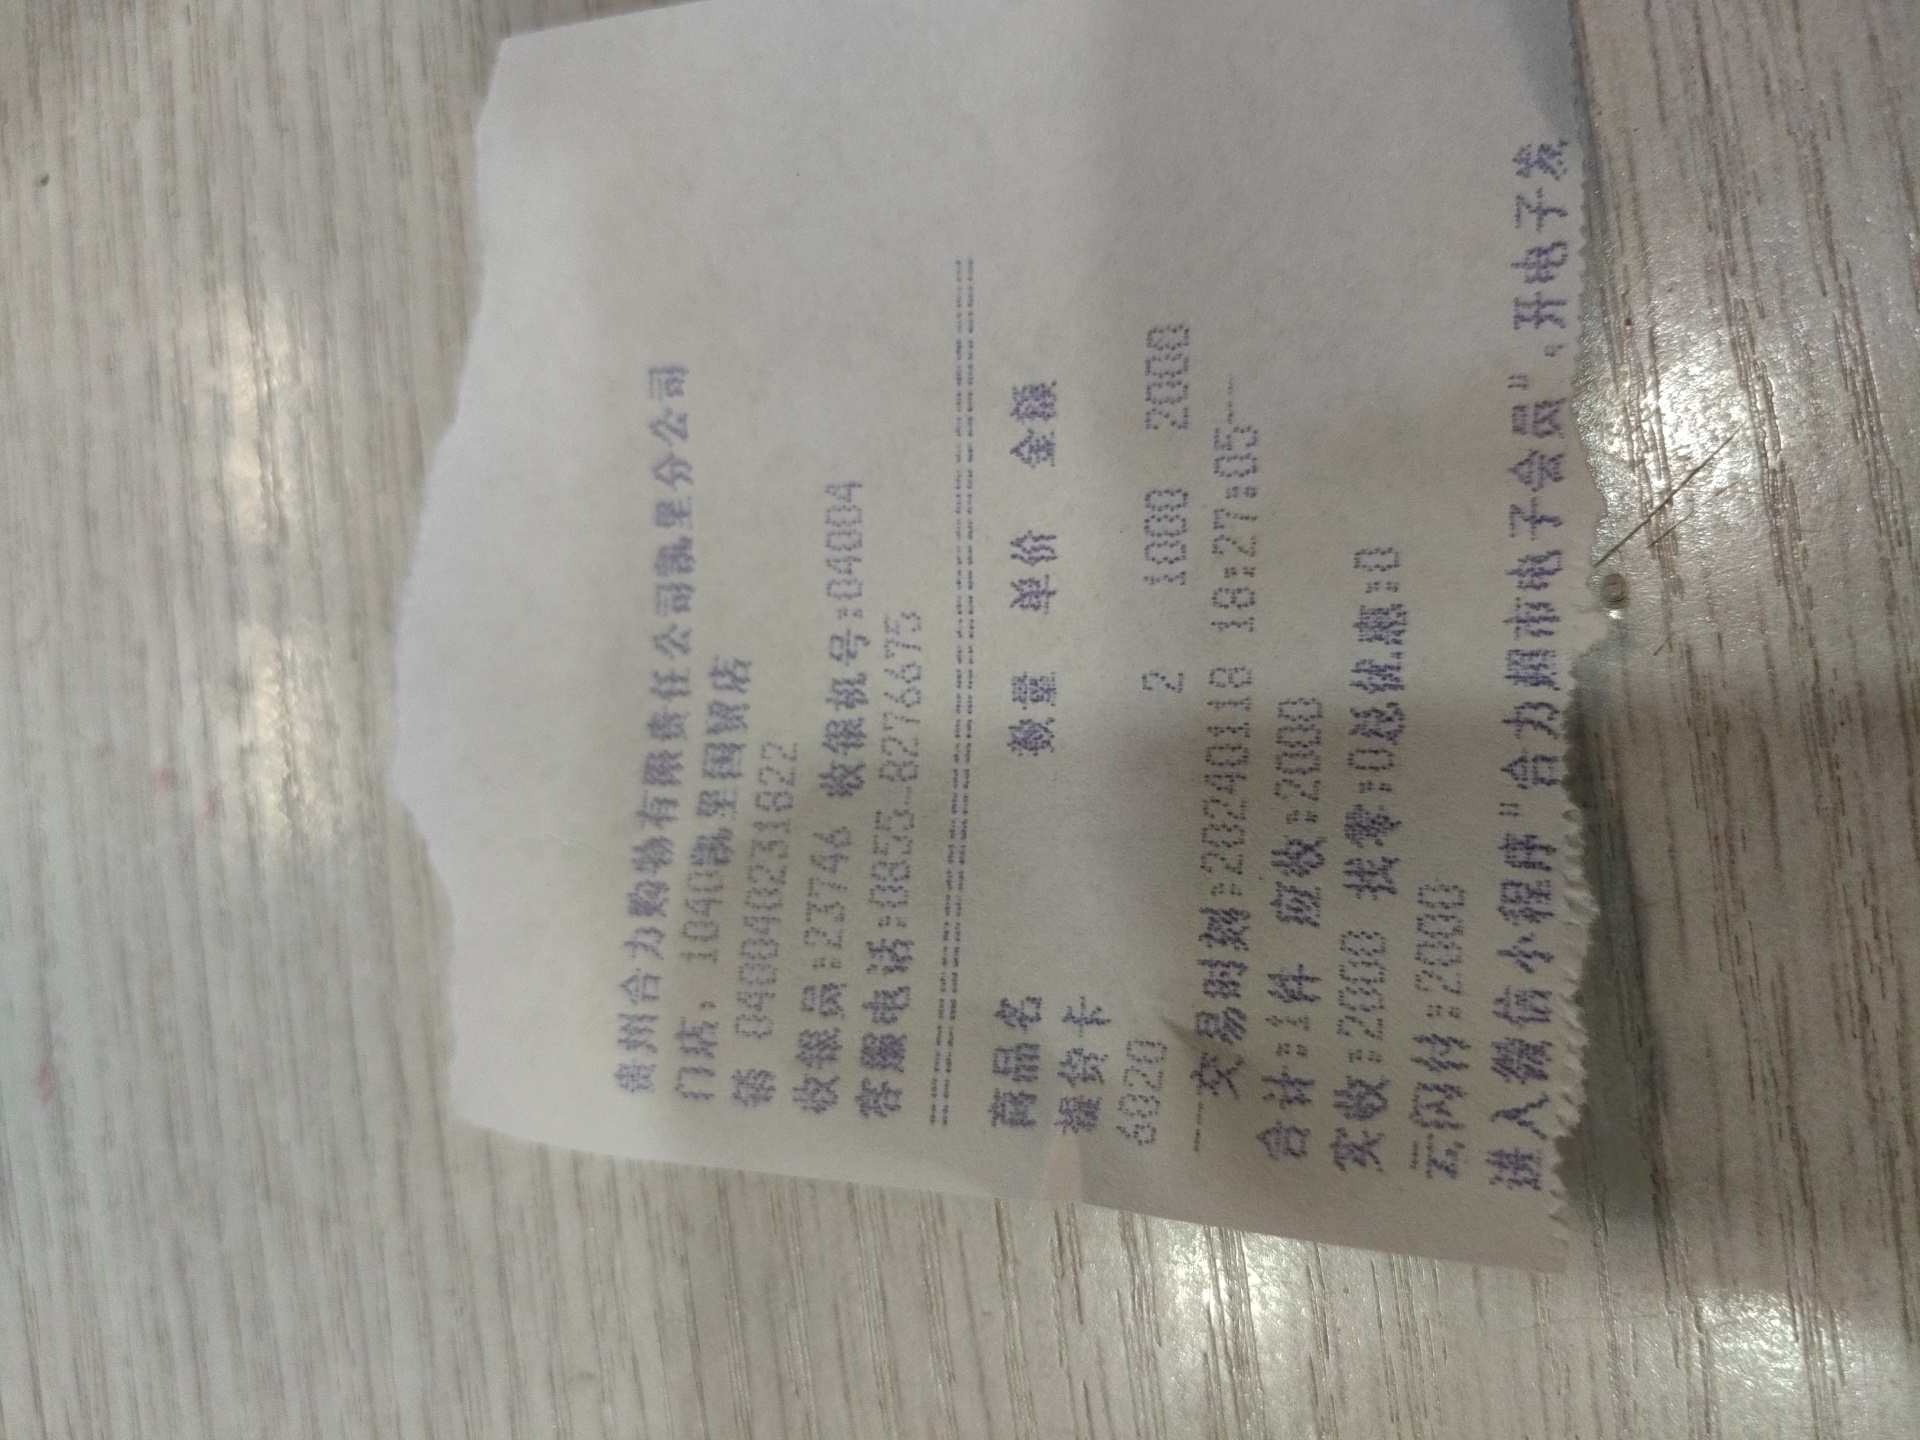 贵州合力购物有限责任公司凯里分公司
门店: 1040凯里国贸店
销 040040231822
收银员:23746 收银机号:04004
客服电话:0855-8276675
================================
商品名 数量 单价 金额
提货卡
6020 2 1000 2000
--交易时刻:20240118 18:27:05---
合计:1件 应收:2000
实收:2000 找零:0总优惠:0
云闪付:2000
进入微信小程序"合力超市电子会员",开电子发